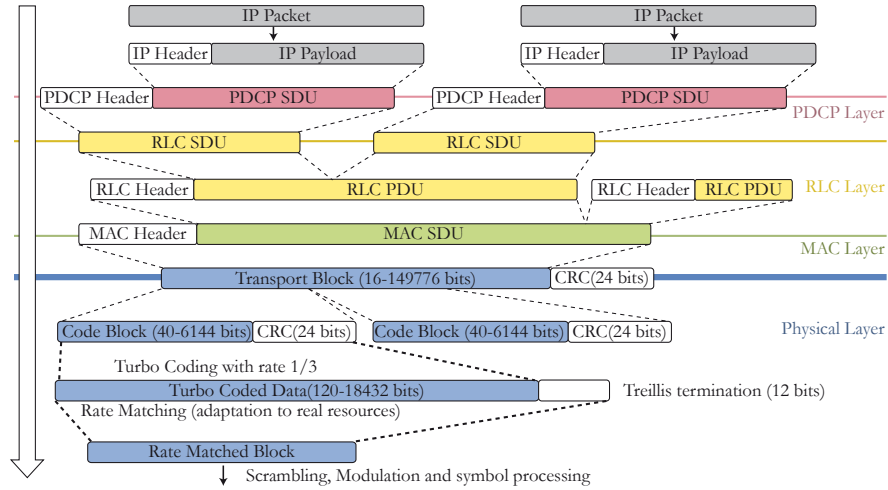 IP Packet
IP Packet
IP Header
IP Payload
IP Header
IP Payload
PDCP Header
PDCP SDU
PDCP Header
PDCP SDU
PDCP Layer
RLC SDU
RLC SDU
RLC Header
RLC PDU
RLC Header
RLC PDU
RLC Layer
MAC Header
MAC SDU
MAC Layer
Transport Block (16-149776 bits)
CRC(24 bits)
Code Block (40-6144 bits)
CRC(24 bits)
Code Block (40-6144 bits)
CRC(24 bits)
Physical Layer
Turbo Coding with rate 1/3
Turbo Coded Data(120-18432 bits)
Treillis termination (12 bits)
Rate Matching (adaptation to real resources)
Rate Matched Block
Scrambling, Modulation and symbol processing